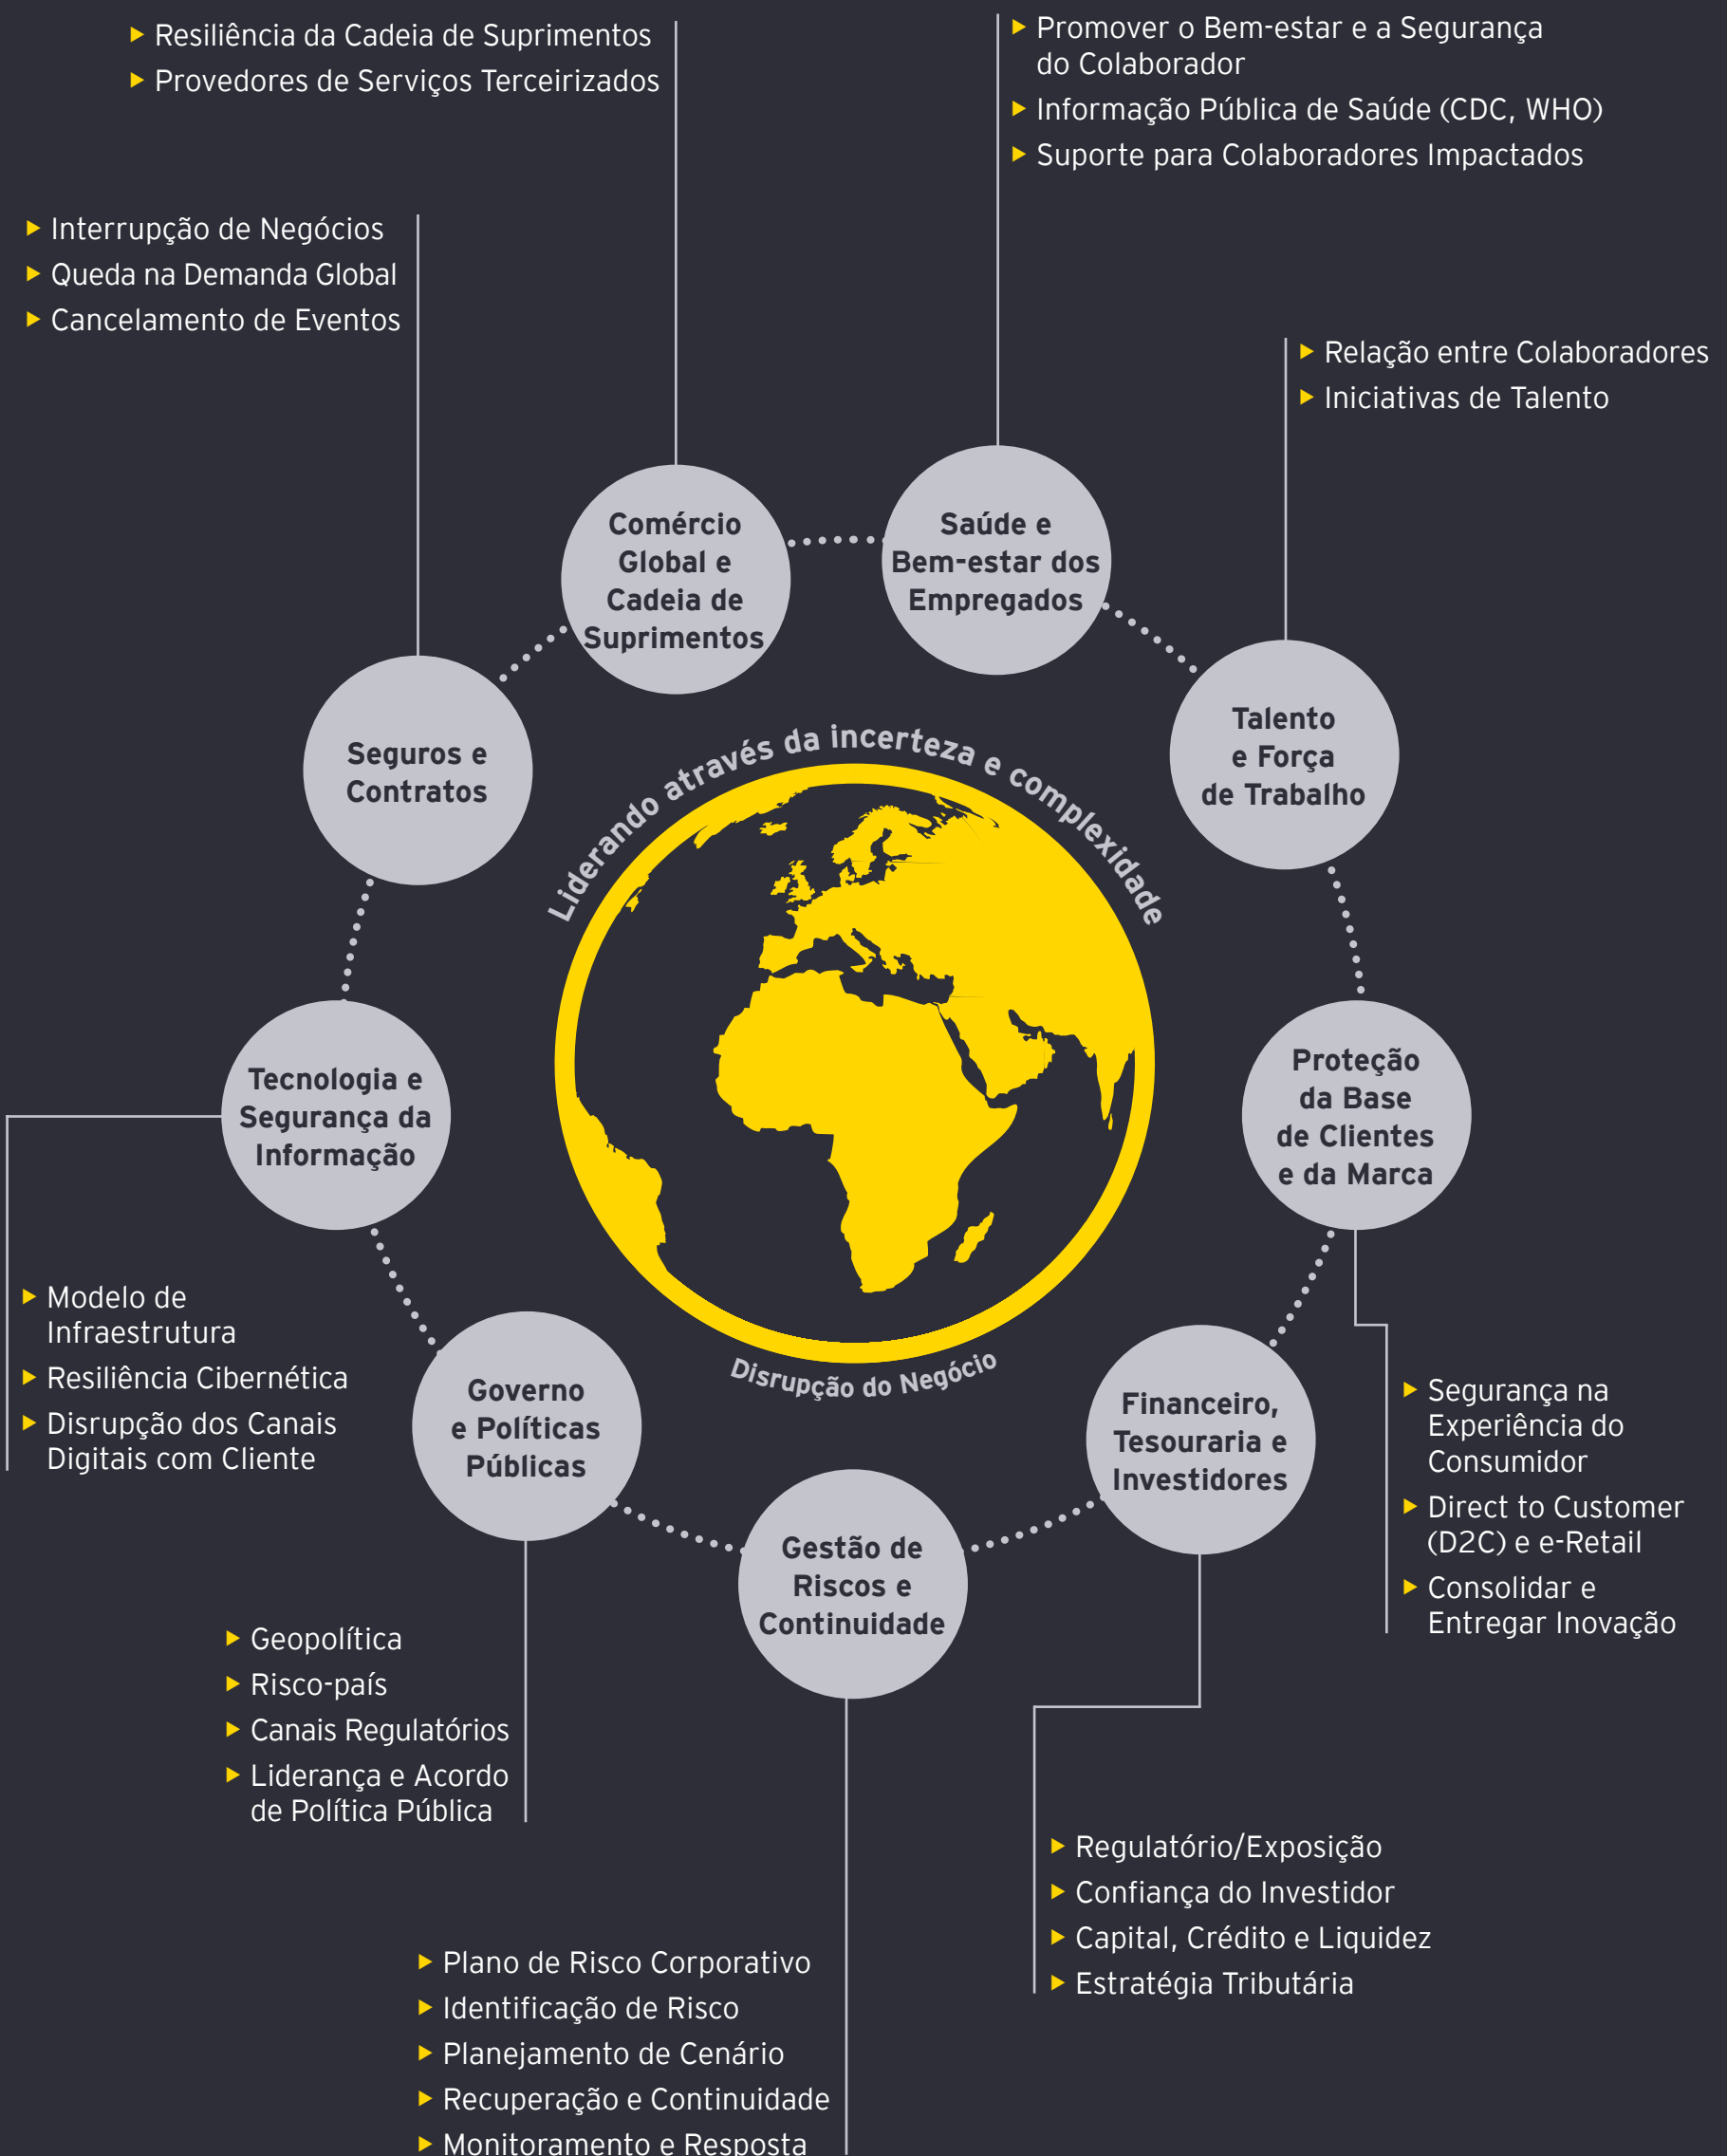 Resiliência da Cadeia de Suprimentos
Provedores de Serviços Terceirizados
Promover o Bem-estar e a Segurança
do Colaborador
Informação Pública de Saúde (CDC, WHO)
Suporte para Colaboradores Impactados
Interrupção de Negócios
Queda na Demanda Global
Cancelamento de Eventos
Relação entre Colaboradores
Iniciativas de Talento
Comércio
Global e
Cadeia de
Suprimentos
Saúde e
Bem-estar dos
Empregados
Seguros e
Contratos
Talento
e Força
de Trabalho
Liderando através da incerteza e complexidade
Tecnologia e
Segurança da
Informação
Proteção
da Base
de Clientes
e da Marca
Disrupção do Negócio
Modelo de
Infraestrutura
Resiliência Cibernética
Disrupção dos Canais
Digitais com Cliente
Governo
e Políticas
Públicas
Financeiro,
Tesouraria e
Investidores
Segurança na
Experiência do
Consumidor
Direct to Customer
(D2C) e e-Retail
Consolidar e
Entregar Inovação
Gestão de
Riscos e
Continuidade
Geopolítica
Risco-país
Canais Regulatórios
Liderança e Acordo
de Política Pública
Regulatório/Exposição
Confiança do Investidor
Capital, Crédito e Liquidez
Estratégia Tributária
Plano de Risco Corporativo
Identificação de Risco
Planejamento de Cenário
Recuperação e Continuidade
Monitoramento e Resposta